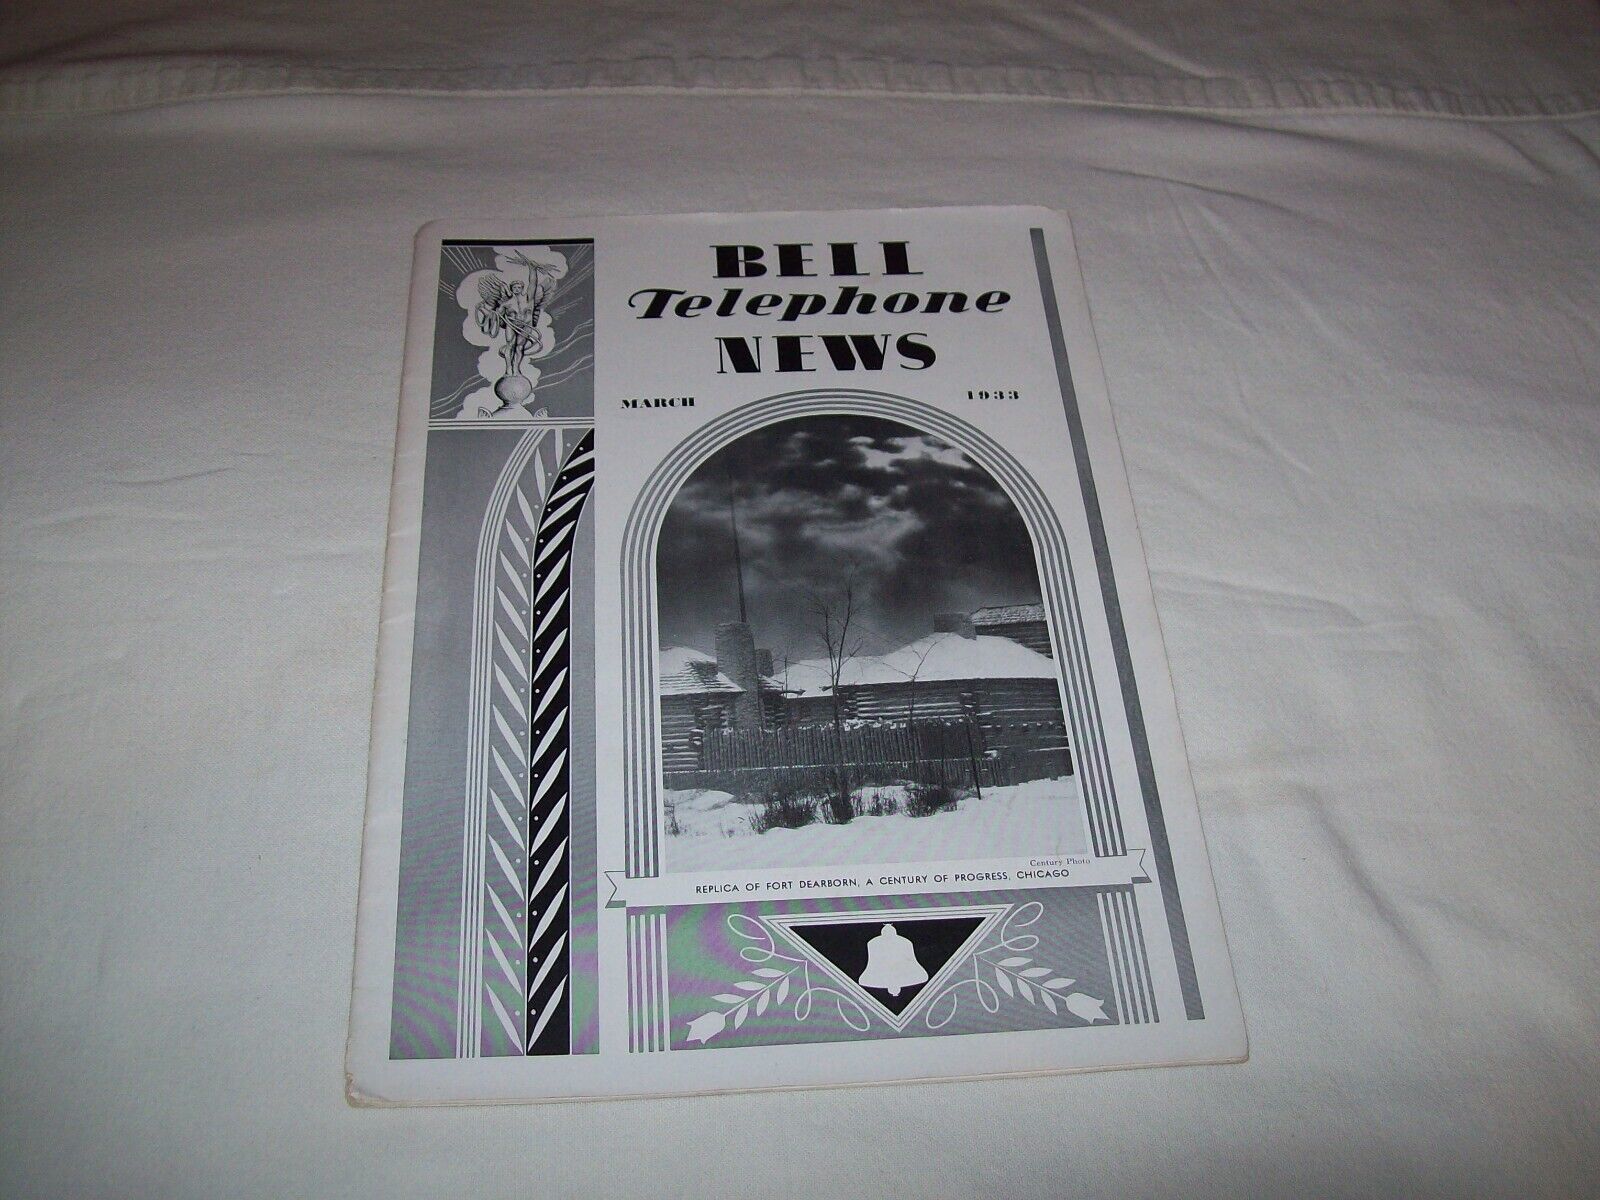 BELL
Telephone
NEWS
MARCH 1933
Century Photo
REPLICA OF FORT DEARBORN, A CENTURY OF PROGRESS, CHICAGO